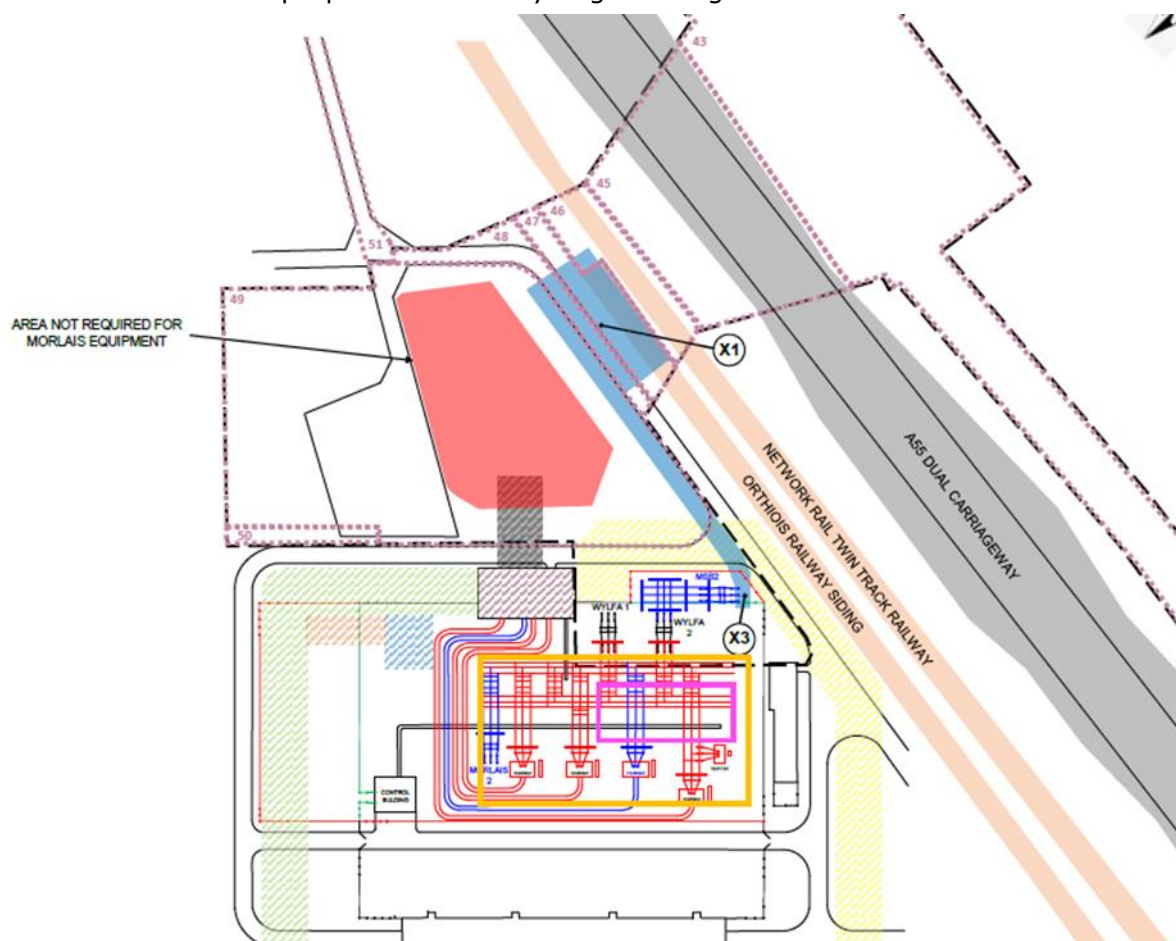 43
45
46
47
48
51
49
AREA NOT REQUIRED FOR
MORLAIS EQUIPMENT
X1
A55 DUAL CARRIAGEWAY
NETWORK RAIL TWIN TRACK RAILWAY
ORTHIOIS RAILWAY SIDING
50
MSB2
WYLFA 1
WYLFA
2
X3
MORLAIS
2
CONTROL
BUILDING